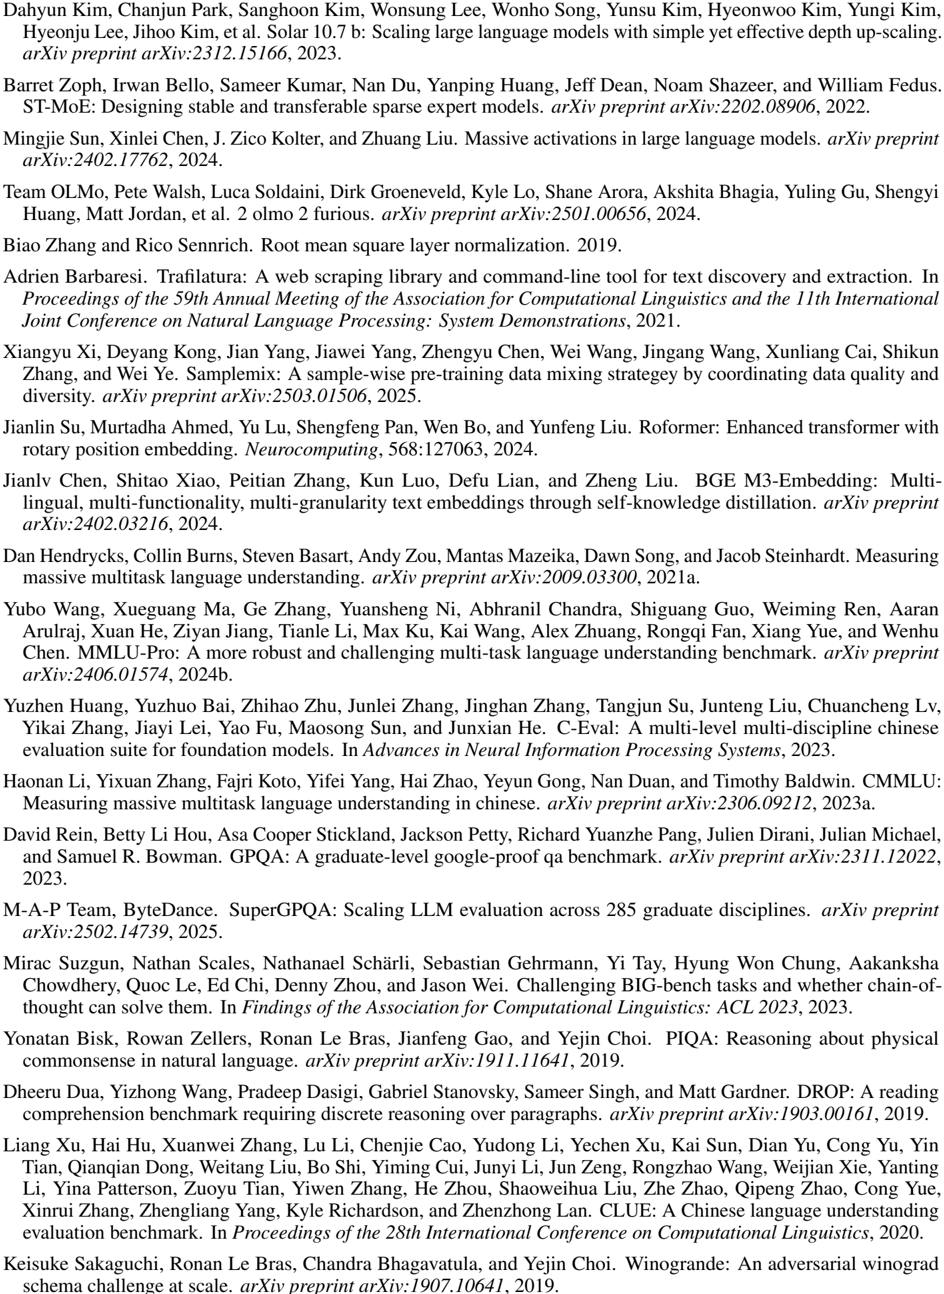 Dahyun Kim, Chanjun Park, Sanghoon Kim, Wonsung Lee, Wonho Song, Yunsu Kim, Hyeonwoo Kim, Yungi Kim,
Hyeonju Lee, Jihoo Kim, et al. Solar 10.7 b: Scaling large language models with simple yet effective depth up-scaling.
arXiv preprint arXiv:2312.15166, 2023.
Barret Zoph, Irwan Bello, Sameer Kumar, Nan Du, Yanping Huang, Jeff Dean, Noam Shazeer, and William Fedus.
ST-MoE: Designing stable and transferable sparse expert models. arXiv preprint arXiv:2202.08906, 2022.
Mingjie Sun, Xinlei Chen, J. Zico Kolter, and Zhuang Liu. Massive activations in large language models. arXiv preprint
arXiv:2402.17762, 2024.
Team OLMo, Pete Walsh, Luca Soldaini, Dirk Groeneveld, Kyle Lo, Shane Arora, Akshita Bhagia, Yuling Gu, Shengyi
Huang, Matt Jordan, et al. 2 olmo 2 furious. arXiv preprint arXiv:2501.00656, 2024.
Biao Zhang and Rico Sennrich. Root mean square layer normalization. 2019.
Adrien Barbaresi. Trafilatura: A web scraping library and command-line tool for text discovery and extraction. In
Proceedings of the 59th Annual Meeting of the Association for Computational Linguistics and the 11th International
Joint Conference on Natural Language Processing: System Demonstrations, 2021.
Xiangyu Xi, Deyang Kong, Jian Yang, Jiawei Yang, Zhengyu Chen, Wei Wang, Jingang Wang, Xunliang Cai, Shikun
Zhang, and Wei Ye. Samplemix: A sample-wise pre-training data mixing strategey by coordinating data quality and
diversity. arXiv preprint arXiv:2503.01506, 2025.
Jianlin Su, Murtadha Ahmed, Yu Lu, Shengfeng Pan, Wen Bo, and Yunfeng Liu. Roformer: Enhanced transformer with
rotary position embedding. Neurocomputing, 568:127063, 2024.
Jianlv Chen, Shitao Xiao, Peitian Zhang, Kun Luo, Defu Lian, and Zheng Liu. BGE M3-Embedding: Multi-
lingual, multi-functionality, multi-granularity text embeddings through self-knowledge distillation. arXiv preprint
arXiv:2402.03216, 2024.
Dan Hendrycks, Collin Burns, Steven Basart, Andy Zou, Mantas Mazeika, Dawn Song, and Jacob Steinhardt. Measuring
massive multitask language understanding. arXiv preprint arXiv:2009.03300, 2021a.
Yubo Wang, Xueguang Ma, Ge Zhang, Yuansheng Ni, Abhranil Chandra, Shiguang Guo, Weiming Ren, Aaran
Arulraj, Xuan He, Ziyan Jiang, Tianle Li, Max Ku, Kai Wang, Alex Zhuang, Rongqi Fan, Xiang Yue, and Wenhu
Chen. MMLU-Pro: A more robust and challenging multi-task language understanding benchmark. arXiv preprint
arXiv:2406.01574, 2024b.
Yuzhen Huang, Yuzhuo Bai, Zhihao Zhu, Junlei Zhang, Jinghan Zhang, Tangjun Su, Junteng Liu, Chuancheng Lv,
Yikai Zhang, Jiayi Lei, Yao Fu, Maosong Sun, and Junxian He. C-Eval: A multi-level multi-discipline chinese
evaluation suite for foundation models. In Advances in Neural Information Processing Systems, 2023.
Haonan Li, Yixuan Zhang, Fajri Koto, Yifei Yang, Hai Zhao, Yeyun Gong, Nan Duan, and Timothy Baldwin. CMMLU:
Measuring massive multitask language understanding in chinese. arXiv preprint arXiv:2306.09212, 2023a.
David Rein, Betty Li Hou, Asa Cooper Stickland, Jackson Petty, Richard Yuanzhe Pang, Julien Dirani, Julian Michael,
and Samuel R. Bowman. GPQA: A graduate-level google-proof qa benchmark. arXiv preprint arXiv:2311.12022,
2023.
M-A-P Team, ByteDance. SuperGPQA: Scaling LLM evaluation across 285 graduate disciplines. arXiv preprint
arXiv:2502.14739, 2025.
Mirac Suzgun, Nathan Scales, Nathanael Schärli, Sebastian Gehrmann, Yi Tay, Hyung Won Chung, Aakanksha
Chowdhery, Quoc Le, Ed Chi, Denny Zhou, and Jason Wei. Challenging BIG-bench tasks and whether chain-of-
thought can solve them. In Findings of the Association for Computational Linguistics: ACL 2023, 2023.
Yonatan Bisk, Rowan Zellers, Ronan Le Bras, Jianfeng Gao, and Yejin Choi. PIQA: Reasoning about physical
commonsense in natural language. arXiv preprint arXiv:1911.11641, 2019.
Dheeru Dua, Yizhong Wang, Pradeep Dasigi, Gabriel Stanovsky, Sameer Singh, and Matt Gardner. DROP: A reading
comprehension benchmark requiring discrete reasoning over paragraphs. arXiv preprint arXiv:1903.00161, 2019.
Liang Xu, Hai Hu, Xuanwei Zhang, Lu Li, Chenjie Cao, Yudong Li, Yechen Xu, Kai Sun, Dian Yu, Cong Yu, Yin
Tian, Qianqian Dong, Weitang Liu, Bo Shi, Yiming Cui, Junyi Li, Jun Zeng, Rongzhao Wang, Weijian Xie, Yanting
Li, Yina Patterson, Zuoyu Tian, Yiwen Zhang, He Zhou, Shaoweihua Liu, Zhe Zhao, Qipeng Zhao, Cong Yue,
Xinrui Zhang, Zhengliang Yang, Kyle Richardson, and Zhenzhong Lan. CLUE: A Chinese language understanding
evaluation benchmark. In Proceedings of the 28th International Conference on Computational Linguistics, 2020.
Keisuke Sakaguchi, Ronan Le Bras, Chandra Bhagavatula, and Yejin Choi. Winogrande: An adversarial winograd
schema challenge at scale. arXiv preprint arXiv:1907.10641, 2019.